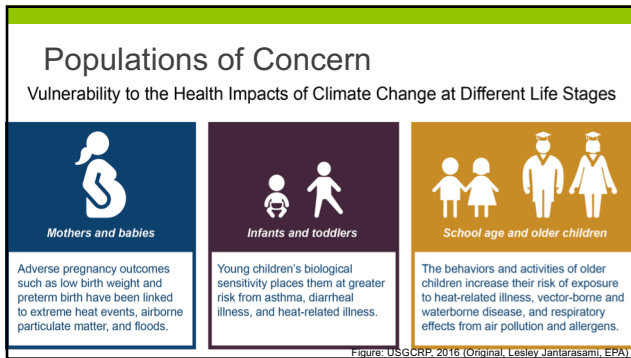 Populations of Concern
Vulnerability to the Health Impacts of Climate Change at Different Life Stages
Mothers and babies
Adverse pregnancy outcomes
such as low birth weight and
preterm birth have been linked
to extreme heat events, airborne
particulate matter, and floods.
Infants and toddlers
Young children's biological
sensitivity places them at greater
risk from asthma, diarrheal
illness, and heat-related illness.
School age and older children
The behaviors and activities of older
children increase their risk of exposure
to heat-related illness, vector-borne and
waterborne disease, and respiratory
effects from air pollution and allergens.
Figure: USGCRP, 2016 (Original, Lesley Jantarasami, EPA)